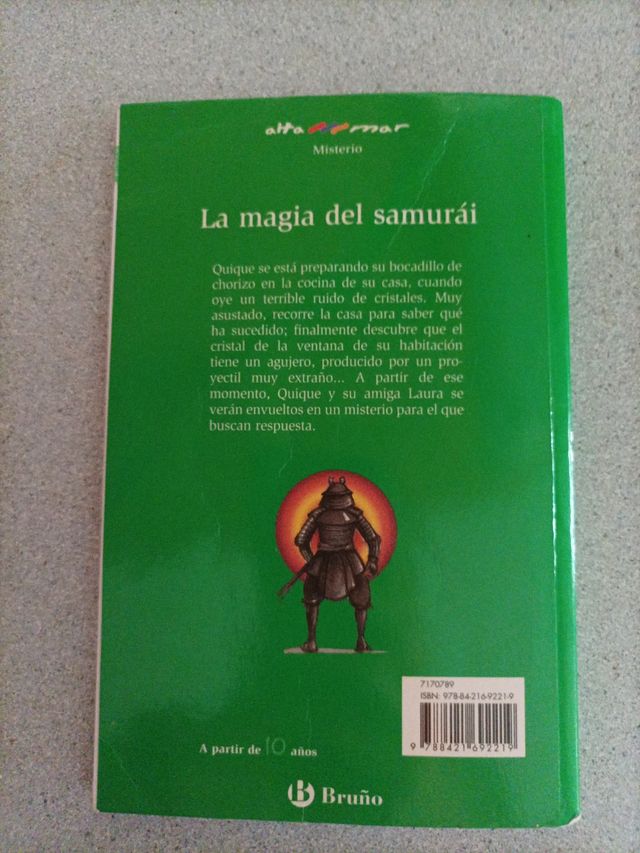 alta mar
Misterio
La magia del samurái
Quique se está preparando su bocadillo de
chorizo en la cocina de su casa, cuando
oye un terrible ruido de cristales. Muy
asustado, recorre la casa para saber qué
ha sucedido; finalmente descubre que el
cristal de la ventana de su habitación
tiene un agujero, producido por un pro-
yectil muy extraño... A partir de ese
momento, Quique y su amiga Laura se
verán envueltos en un misterio para el que
buscan respuesta.
7170789
ISBN: 978-84-216-9221-9
9 788421 692219
A partir de 10 años
B Bruño